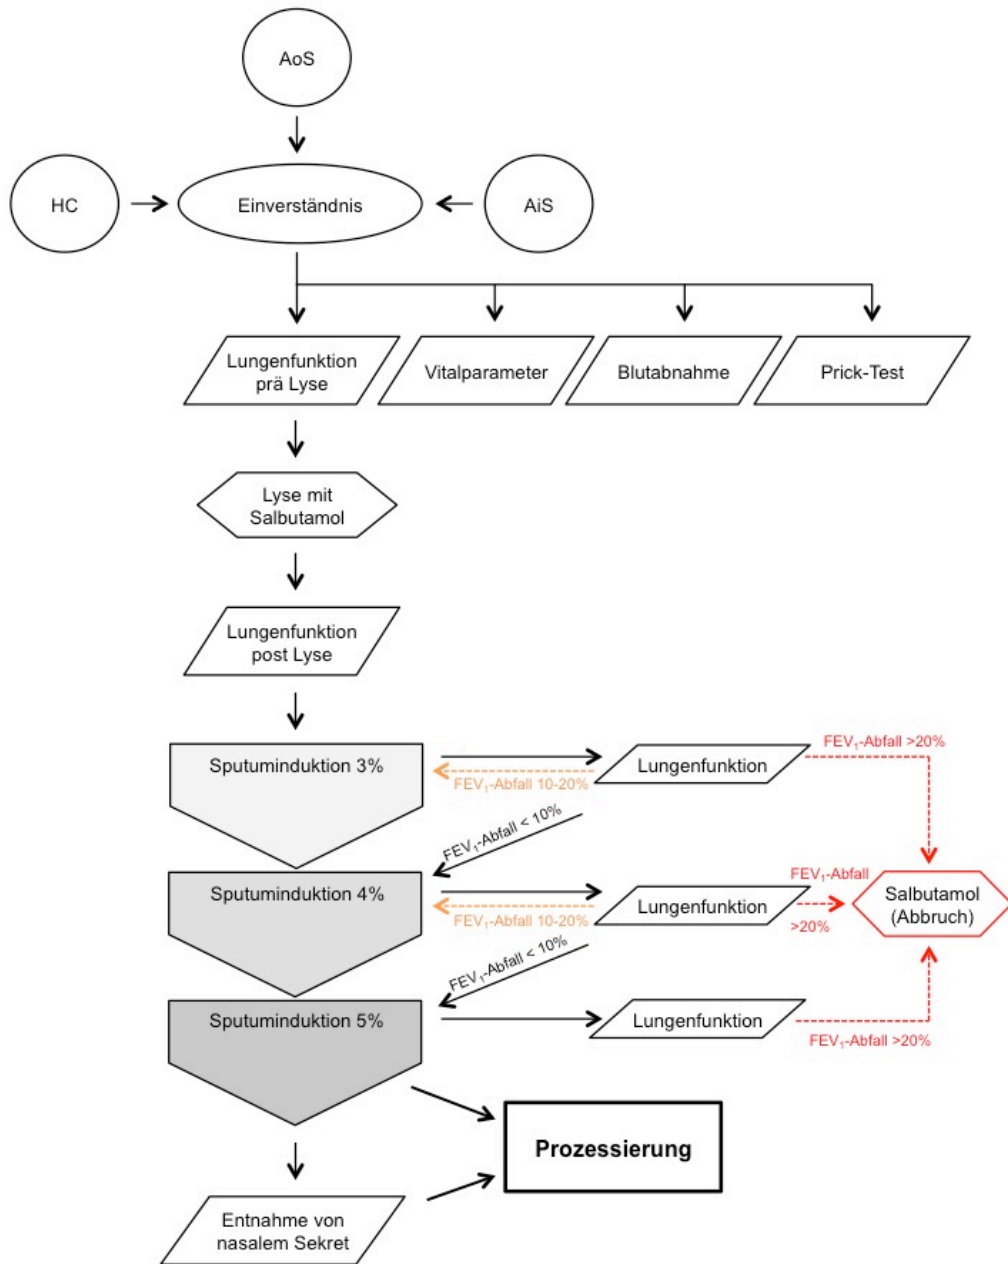 AoS
HC
Einverständnis
AiS
Lungenfunktion
prä Lyse
Vitalparameter
Blutabnahme
Prick-Test
Lyse mit
Salbutamol
Lungenfunktion
post Lyse
Sputuminduktion 3%
FEV₁-Abfall 10-20%
Lungenfunktion
FEV₁-Abfall >20%
FEV₁-Abfall < 10%
Sputuminduktion 4%
FEV₁-Abfall 10-20%
Lungenfunktion
FEV₁-Abfall
>20%
Salbutamol
(Abbruch)
FEV₁-Abfall < 10%
Sputuminduktion 5%
Lungenfunktion
FEV₁-Abfall >20%
Prozessierung
Entnahme von
nasalem Sekret